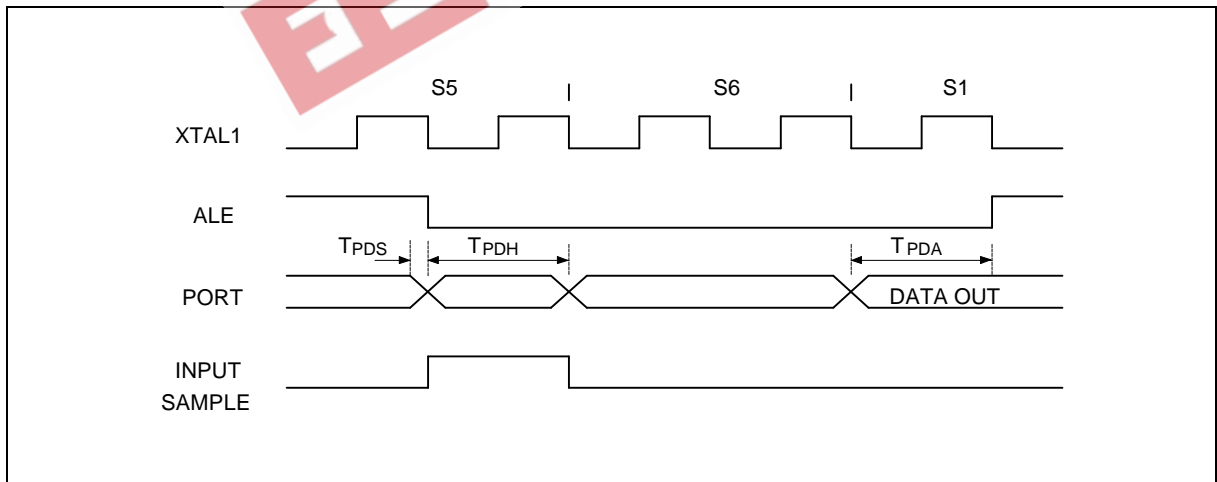 S5 | S6 | S1
XTAL1
ALE
TPDS TPDH TPDA
PORT DATA OUT
INPUT
SAMPLE